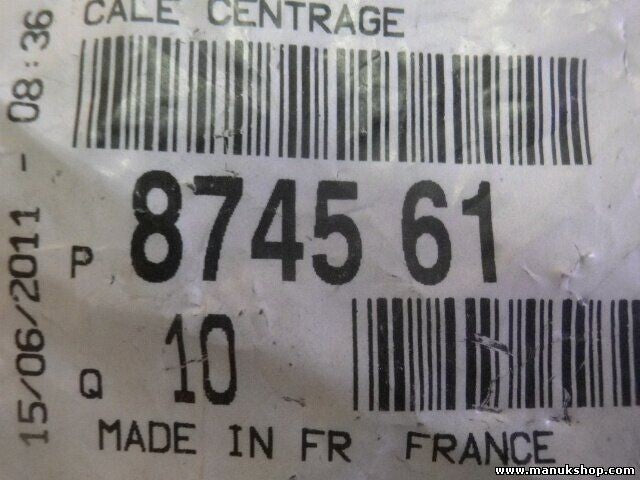 CALE CENTRAGE
P 8745 61
Q 10
MADE IN FR FRANCE
15/06/2011 - 08:36
www.manukshop.com